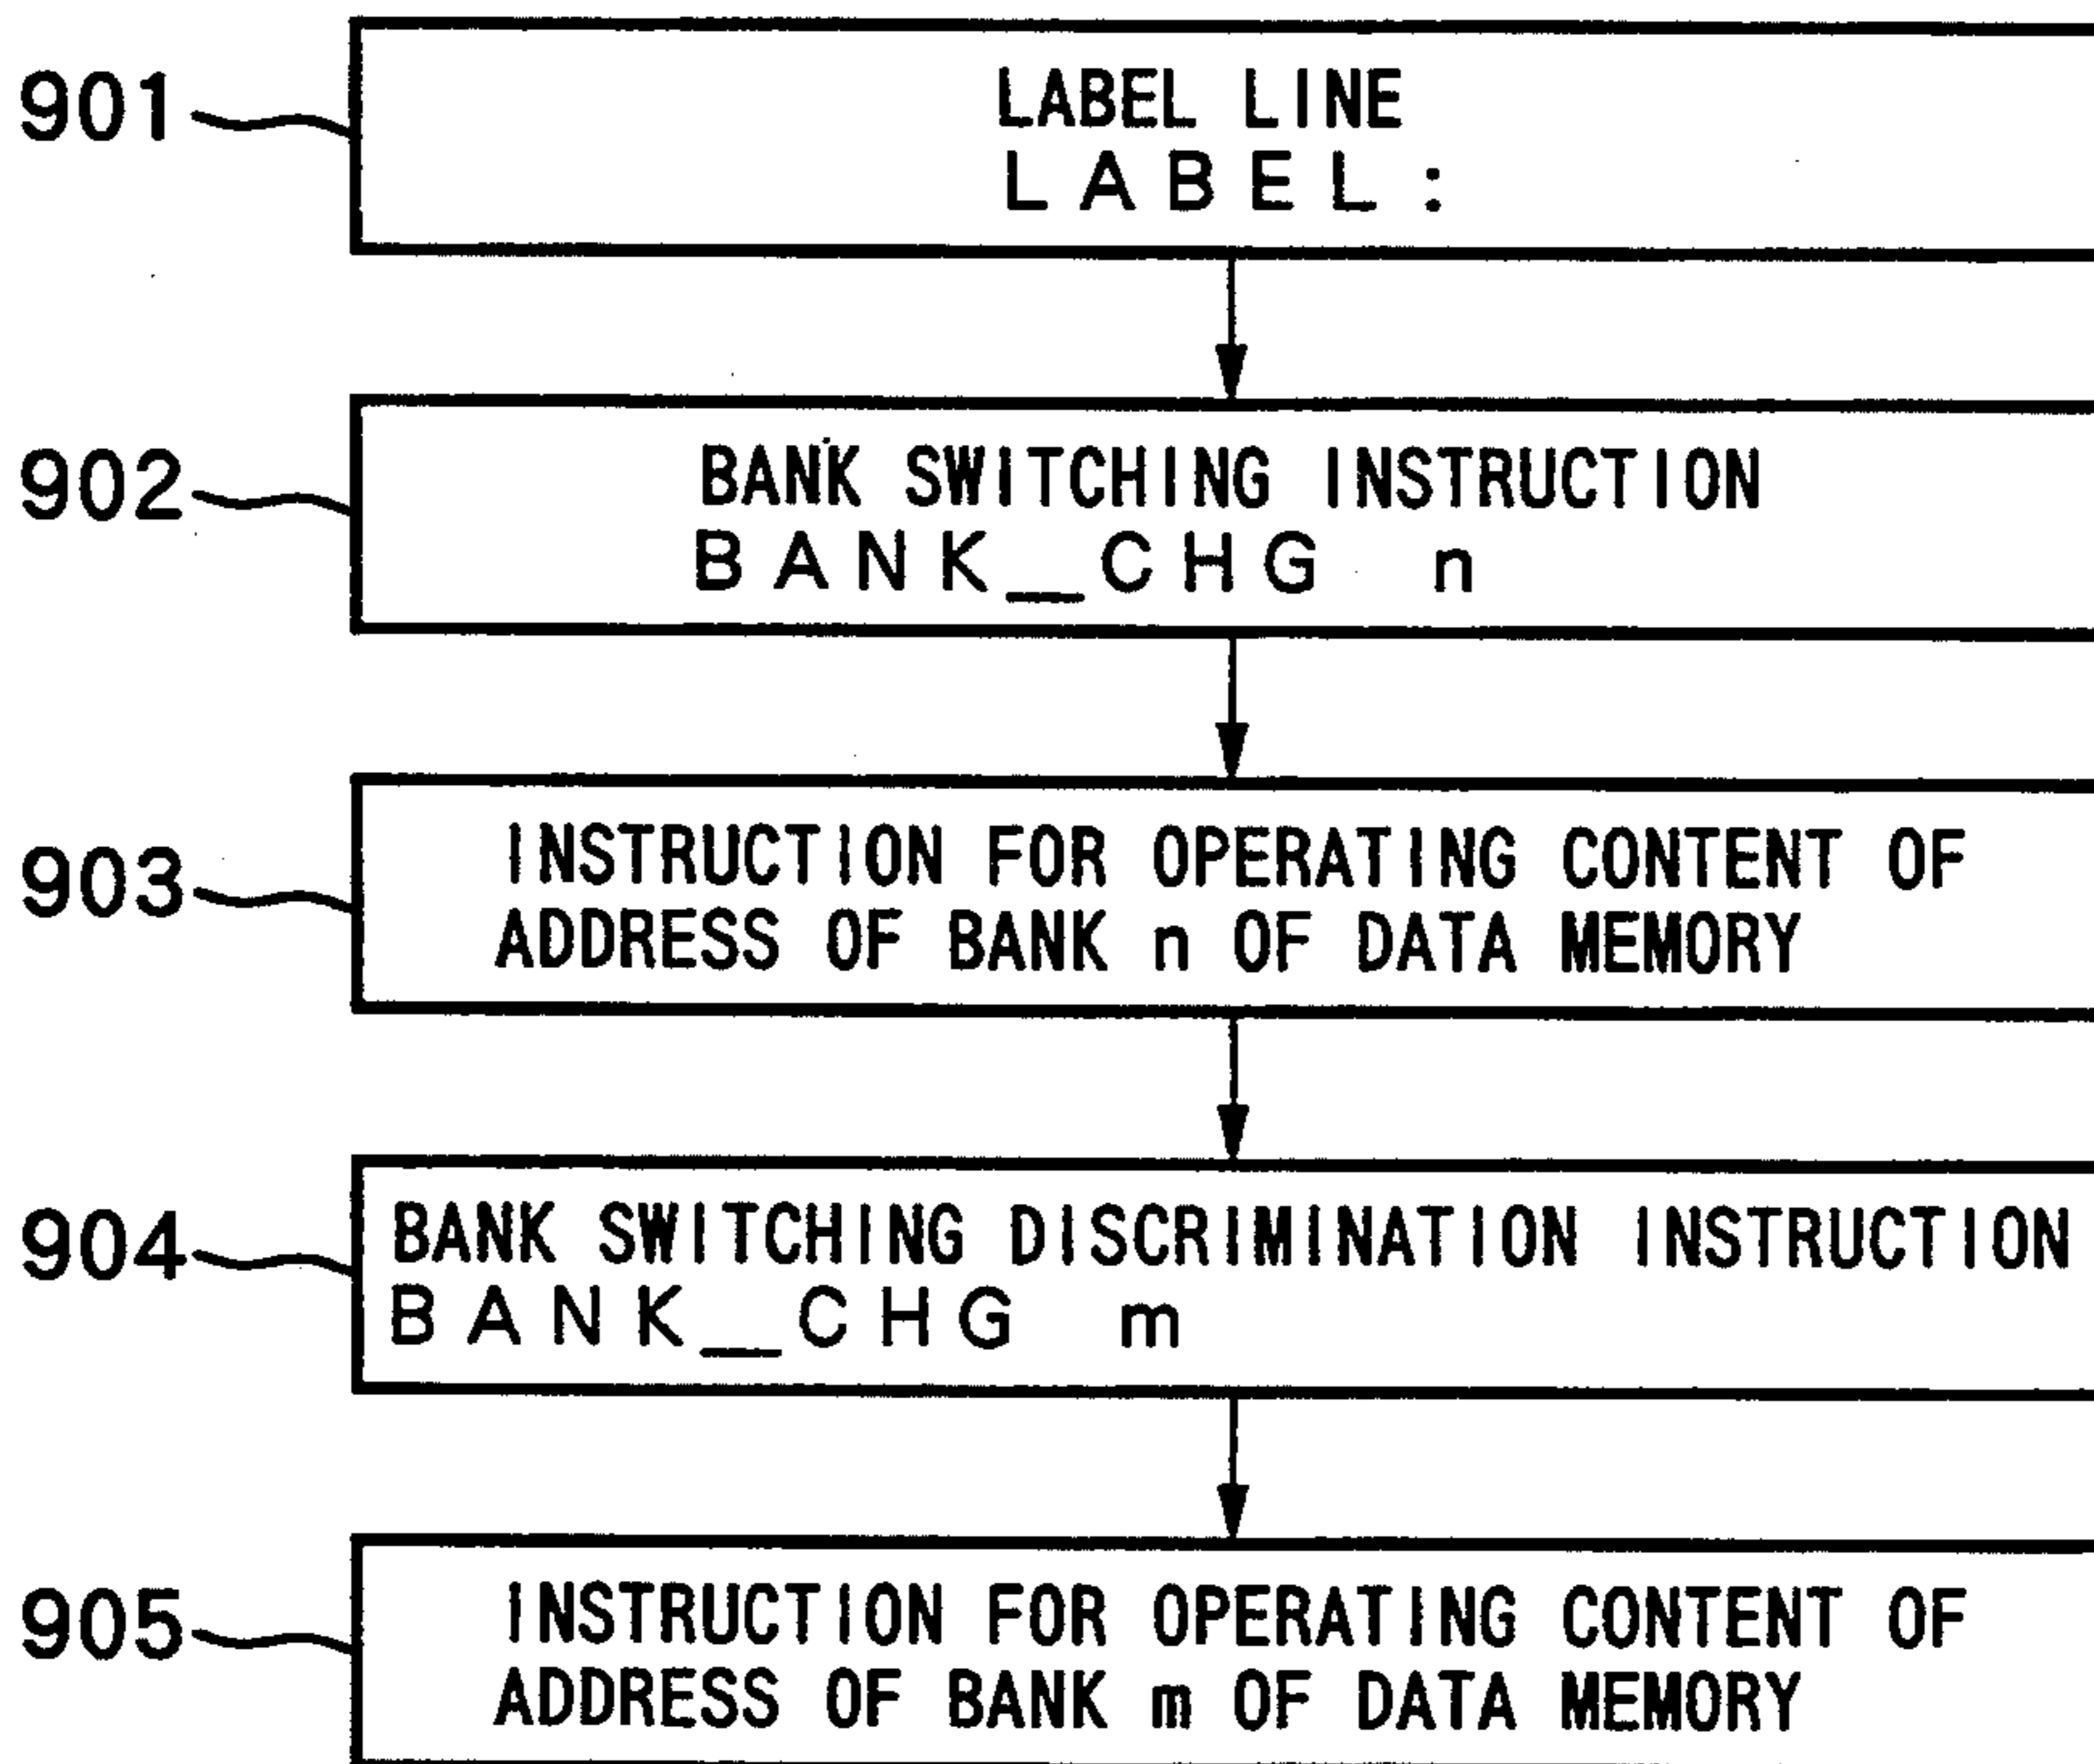 901
LABEL LINE
LABEL:
902
BANK SWITCHING INSTRUCTION
BANK_CHG n
903
INSTRUCTION FOR OPERATING CONTENT OF
ADDRESS OF BANK n OF DATA MEMORY
904
BANK SWITCHING DISCRIMINATION INSTRUCTION
BANK_CHG m
905
INSTRUCTION FOR OPERATING CONTENT OF
ADDRESS OF BANK m OF DATA MEMORY